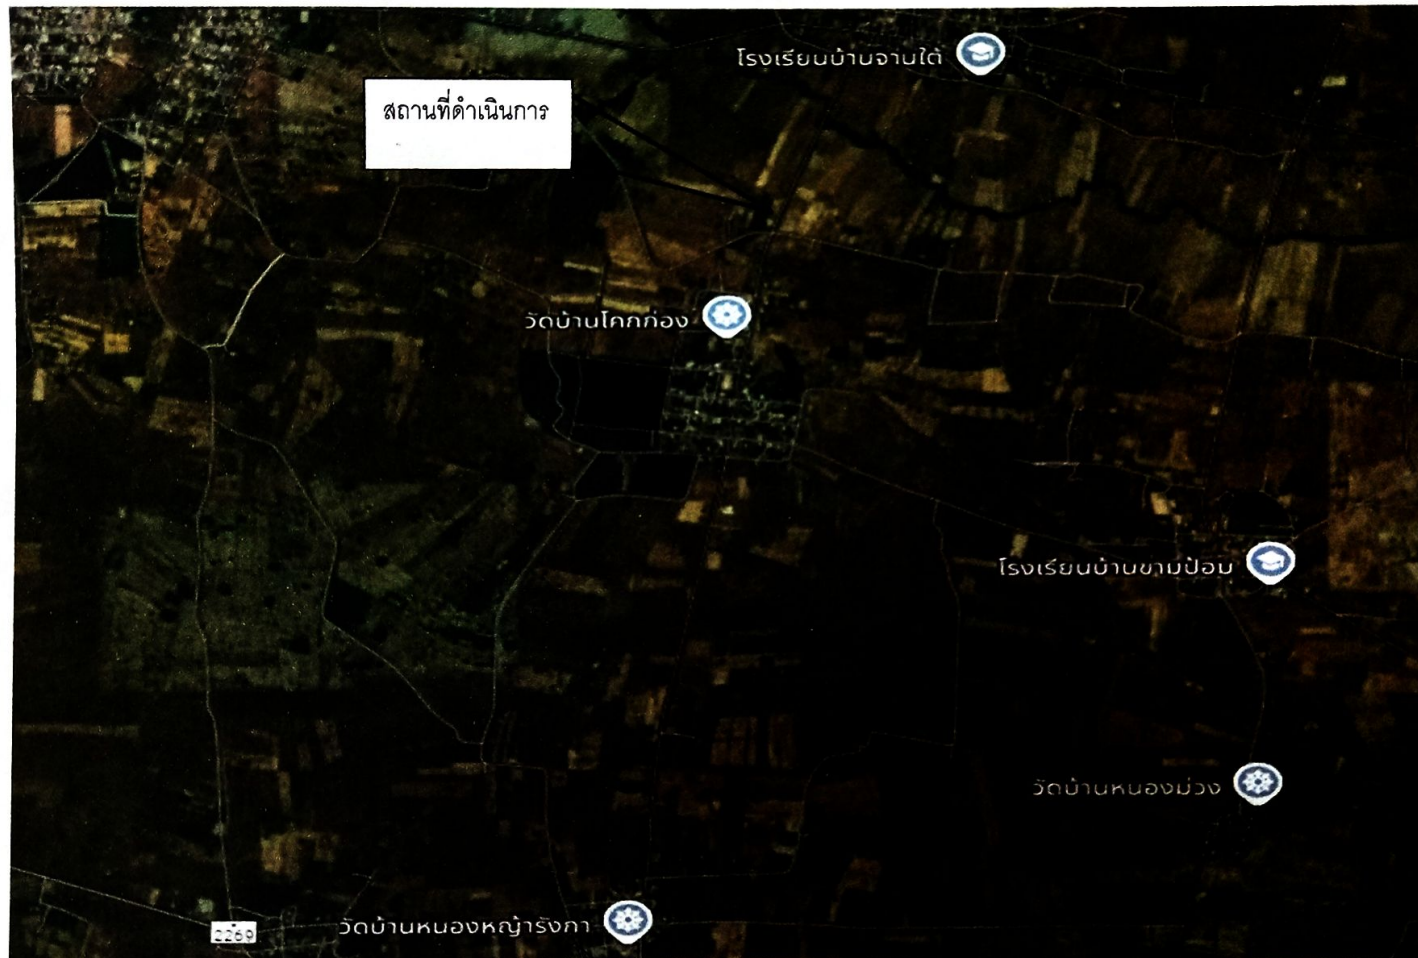 โรงเรียนบ้านจานใต้
สถานที่ดำเนินการ
วัดบ้านโคกก่อง
โรงเรียนบ้านขามป้อม
วัดบ้านหนองม่วง
วัดบ้านหนองหญ้ารังกา
2269